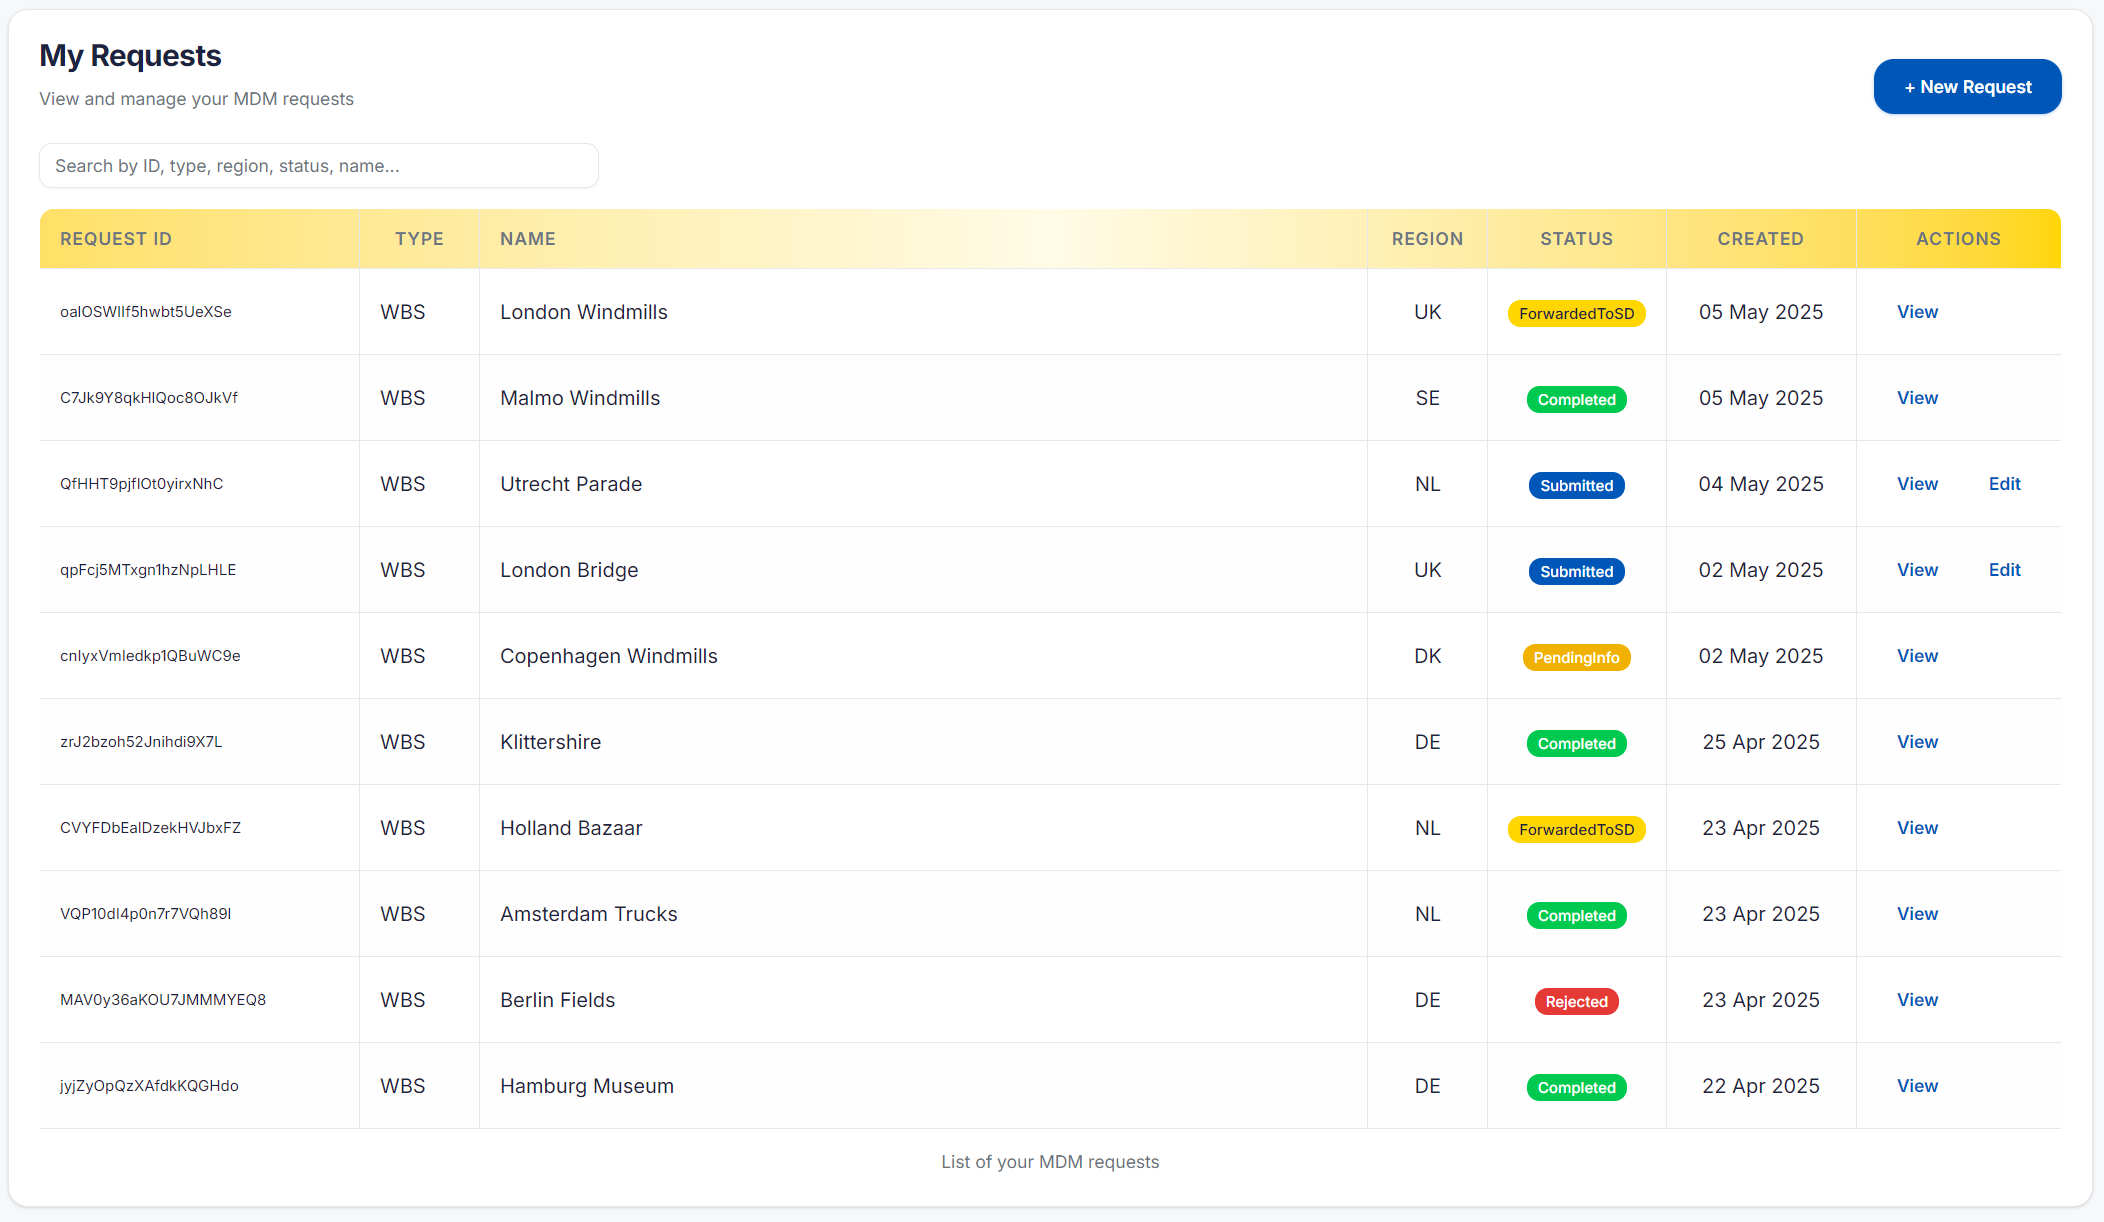 My Requests
View and manage your MDM requests
+ New Request
Search by ID, type, region, status, name...
REQUEST ID TYPE NAME REGION STATUS CREATED ACTIONS
oalOSWIIf5hwbt5UeXSe WBS London Windmills UK ForwardedToSD 05 May 2025 View
C7Jk9Y8qkHIQoc8OJkVf WBS Malmo Windmills SE Completed 05 May 2025 View
QfHHT9pjfIOt0yirxNhC WBS Utrecht Parade NL Submitted 04 May 2025 View Edit
qpFcj5MTxgn1hzNpLHLE WBS London Bridge UK Submitted 02 May 2025 View Edit
cnlyxVmledkp1QBuWC9e WBS Copenhagen Windmills DK PendingInfo 02 May 2025 View
zrJ2bzoh52Jnihdi9X7L WBS Klittershire DE Completed 25 Apr 2025 View
CVYFDbEalDzekHVJbxFZ WBS Holland Bazaar NL ForwardedToSD 23 Apr 2025 View
VQP10dI4p0n7r7VQh89I WBS Amsterdam Trucks NL Completed 23 Apr 2025 View
MAV0y36aKOU7JMMMYEQ8 WBS Berlin Fields DE Rejected 23 Apr 2025 View
jyjZyOpQzXAfdkKQGHdo WBS Hamburg Museum DE Completed 22 Apr 2025 View
List of your MDM requests